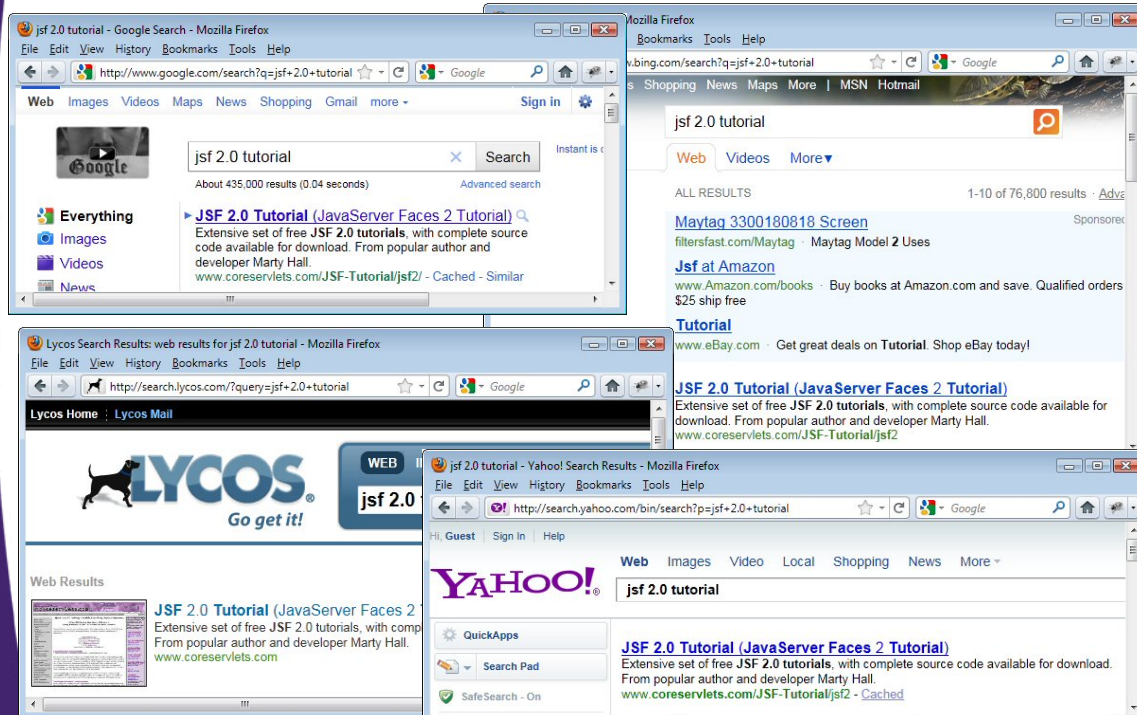 jsf 2.0 tutorial - Google Search - Mozilla Firefox
File Edit View History Bookmarks Tools Help
http://www.google.com/search?q=jsf+2.0+tutorial
Google
Web Images Videos Maps News Shopping Gmail more
Sign in
Google
jsf 2.0 tutorial
Search
Instant is
About 435,000 results (0.04 seconds)
Advanced search
Everything
Images
Videos
News
JSF 2.0 Tutorial (JavaServer Faces 2 Tutorial)
Extensive set of free JSF 2.0 tutorials, with complete source
code available for download. From popular author and
developer Marty Hall.
www.coreservlets.com/JSF-Tutorial/jsf2/ - Cached - Similar
Mozilla Firefox
Bookmarks Tools Help
w.bing.com/search?q=jsf+2.0+tutorial
Google
s Shopping News Maps More | MSN Hotmail
jsf 2.0 tutorial
Web Videos More
ALL RESULTS
1-10 of 76,800 results · Adva
Maytag 3300180818 Screen
Sponsored
filtersfast.com/Maytag · Maytag Model 2 Uses
Jsf at Amazon
www.Amazon.com/books · Buy books at Amazon.com and save. Qualified orders
$25 ship free
Tutorial
www.eBay.com · Get great deals on Tutorial. Shop eBay today!
JSF 2.0 Tutorial (JavaServer Faces 2 Tutorial)
Extensive set of free JSF 2.0 tutorials, with complete source code available for
download. From popular author and developer Marty Hall.
www.coreservlets.com/JSF-Tutorial/jsf2
Lycos Search Results: web results for jsf 2.0 tutorial - Mozilla Firefox
File Edit View History Bookmarks Tools Help
http://search.lycos.com/?query=jsf+2.0+tutorial
Google
Lycos Home Lycos Mail
LYCOS®
Go get it!
WEB
jsf 2.0
Web Results
JSF 2.0 Tutorial (JavaServer Faces 2
Extensive set of free JSF 2.0 tutorials, with comp
From popular author and developer Marty Hall.
www.coreservlets.com
jsf 2.0 tutorial - Yahoo! Search Results - Mozilla Firefox
File Edit View History Bookmarks Tools Help
http://search.yahoo.com/bin/search?p=jsf+2.0+tutorial
Google
Hi, Guest Sign In Help
YAHOO!®
Web Images Video Local Shopping News More
jsf 2.0 tutorial
QuickApps
Search Pad
SafeSearch - On
JSF 2.0 Tutorial (JavaServer Faces 2 Tutorial)
Extensive set of free JSF 2.0 tutorials, with complete source code available for download.
From popular author and developer Marty Hall.
www.coreservlets.com/JSF-Tutorial/jsf2 - Cached